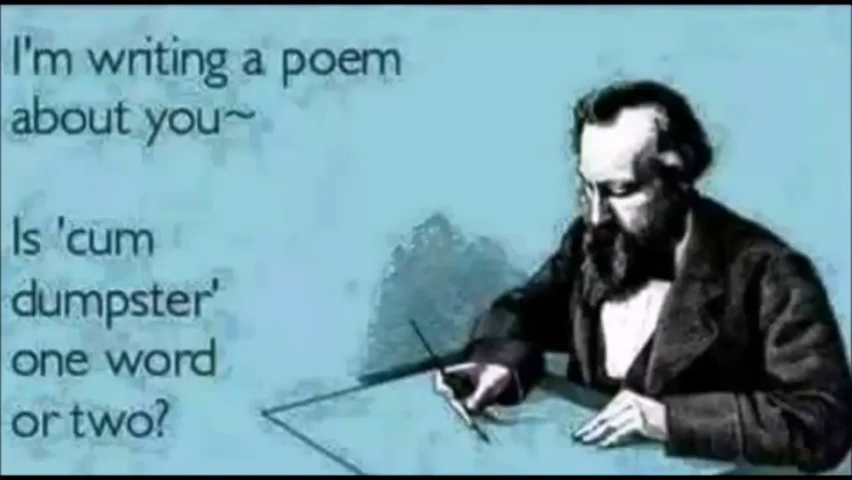 I'm writing a poem
about you~
Is 'cum
dumpster'
one word
or two?